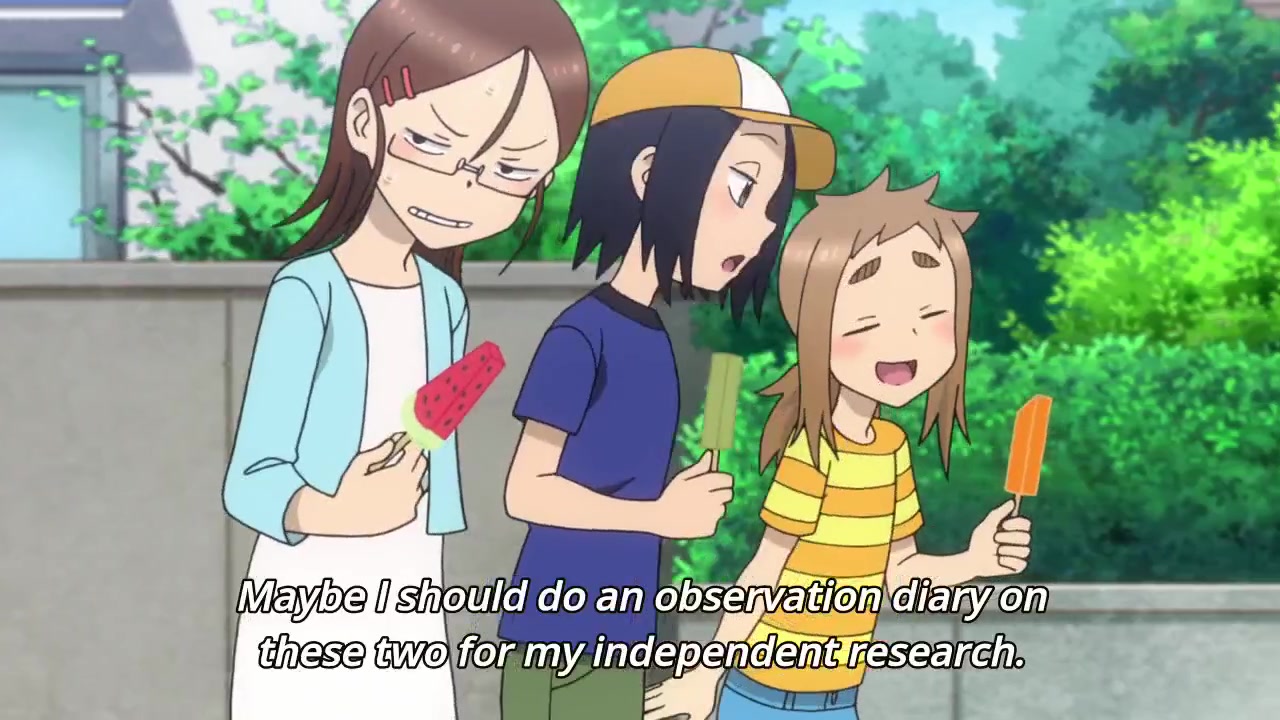 Maybe I should do an observation diary on
these two for my independent research.